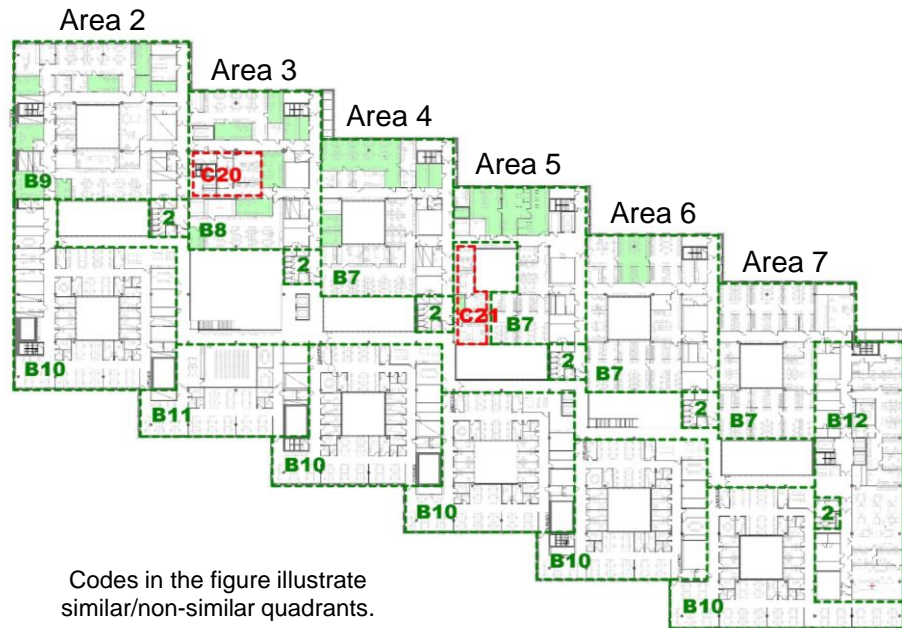 Area 2
Area 3
Area 4
Area 5
Area 6
Area 7
C20
B9
2
B8
2
B7
2
C21
B7
2
B10
B7
2
B7
B12
B11
B10
B10
2
B10
B10
Codes in the figure illustrate
similar/non-similar quadrants.